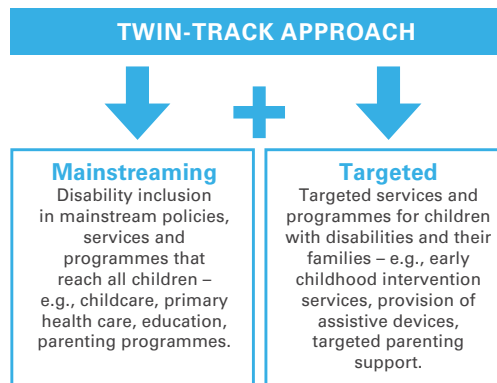 TWIN-TRACK APPROACH
Mainstreaming
Disability inclusion
in mainstream policies,
services and
programmes that
reach all children –
e.g., childcare, primary
health care, education,
parenting programmes.
Targeted
Targeted services and
programmes for children
with disabilities and their
families – e.g., early
childhood intervention
services, provision of
assistive devices,
targeted parenting
support.